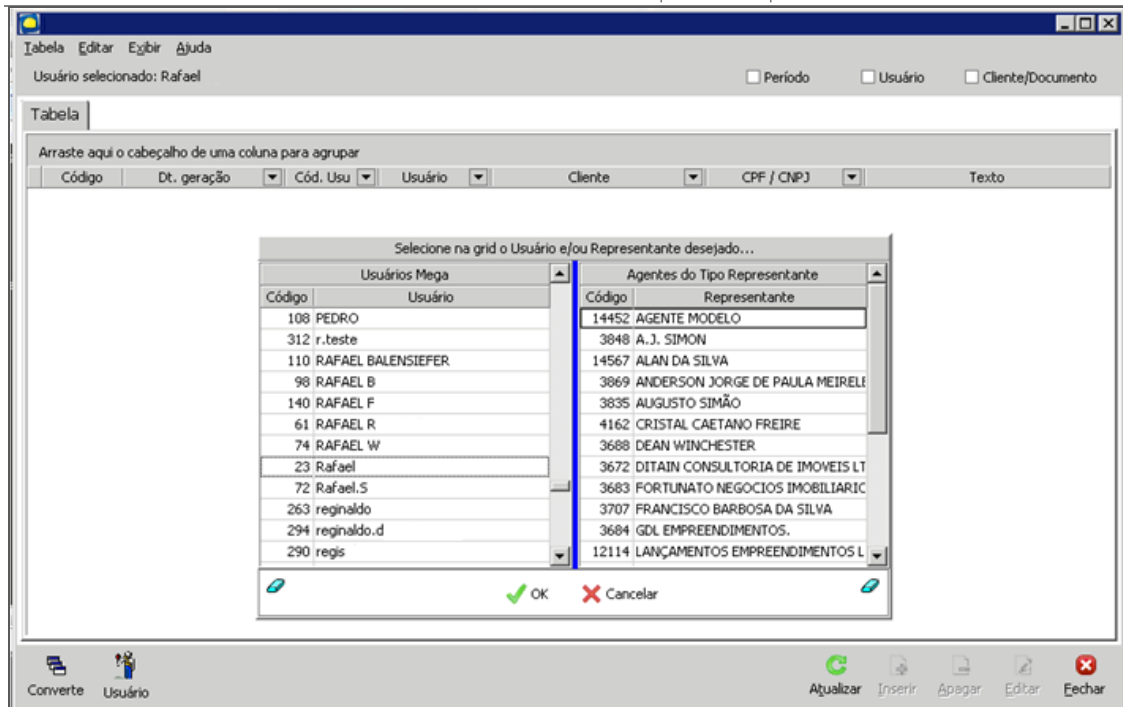 Tabela Editar Exibir Ajuda
Usuário selecionado: Rafael Período Usuário Cliente/Documento
Tabela
Arraste aqui o cabeçalho de uma coluna para agrupar
Código Dt. geração Cód. Usu Usuário Cliente CPF / CNPJ Texto
Selecione na grid o Usuário e/ou Representante desejado...
Usuários Mega Agentes do Tipo Representante
Código Usuário Código Representante
108 PEDRO 14452 AGENTE MODELO
312 r.teste 3848 A.J. SIMON
110 RAFAEL BALENSIEFER 14567 ALAN DA SILVA
98 RAFAEL B 3869 ANDERSON JORGE DE PAULA MEIRELE
140 RAFAEL F 3835 AUGUSTO SIMÃO
61 RAFAEL R 4162 CRISTAL CAETANO FREIRE
74 RAFAEL W 3688 DEAN WINCHESTER
23 Rafael 3672 DITAIN CONSULTORIA DE IMOVEIS LT
72 Rafael.S 3683 FORTUNATO NEGOCIOS IMOBILIARIC
263 reginaldo 3707 FRANCISCO BARBOSA DA SILVA
294 reginaldo.d 3684 GDL EMPREENDIMENTOS.
290 regis 12114 LANÇAMENTOS EMPREENDIMENTOS L
OK Cancelar
Converte Usuário Atualizar Inserir Apagar Editar Fechar